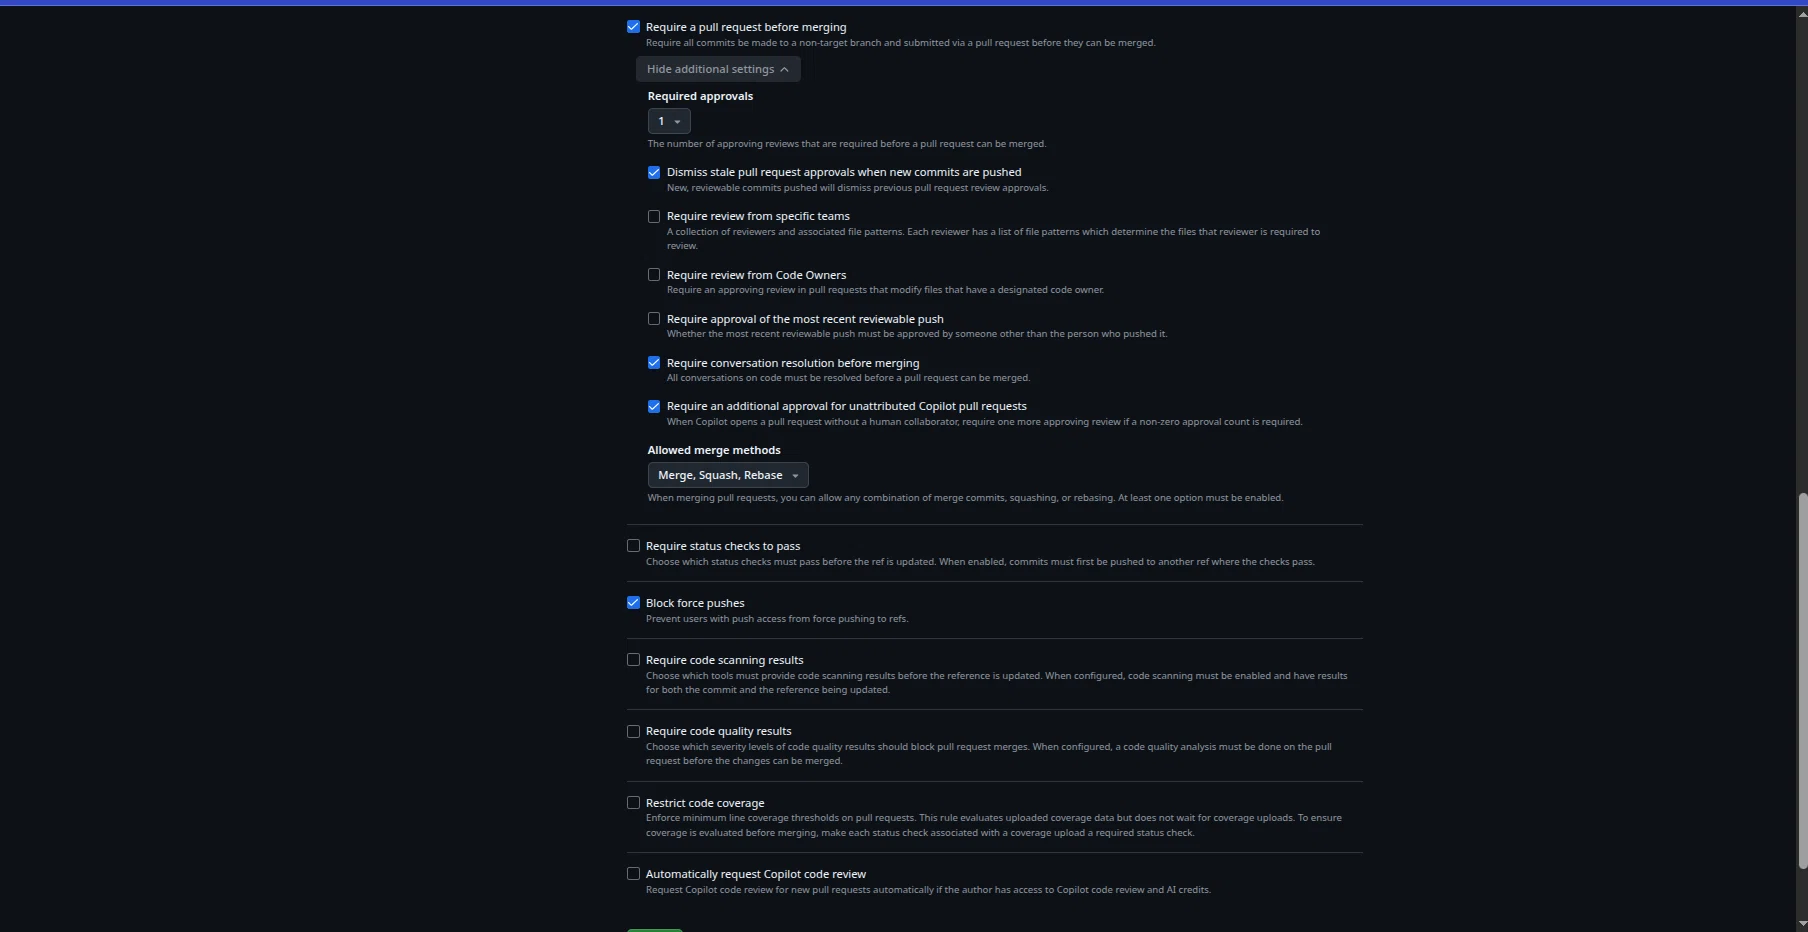 Require a pull request before merging
Require all commits be made to a non-target branch and submitted via a pull request before they can be merged.
Hide additional settings
Required approvals
1
The number of approving reviews that are required before a pull request can be merged.
Dismiss stale pull request approvals when new commits are pushed
New, reviewable commits pushed will dismiss previous pull request review approvals.
Require review from specific teams
A collection of reviewers and associated file patterns. Each reviewer has a list of file patterns which determine the files that reviewer is required to
review.
Require review from Code Owners
Require an approving review in pull requests that modify files that have a designated code owner.
Require approval of the most recent reviewable push
Whether the most recent reviewable push must be approved by someone other than the person who pushed it.
Require conversation resolution before merging
All conversations on code must be resolved before a pull request can be merged.
Require an additional approval for unattributed Copilot pull requests
When Copilot opens a pull request without a human collaborator, require one more approving review if a non-zero approval count is required.
Allowed merge methods
Merge, Squash, Rebase
When merging pull requests, you can allow any combination of merge commits, squashing, or rebasing. At least one option must be enabled.
Require status checks to pass
Choose which status checks must pass before the ref is updated. When enabled, commits must first be pushed to another ref where the checks pass.
Block force pushes
Prevent users with push access from force pushing to refs.
Require code scanning results
Choose which tools must provide code scanning results before the reference is updated. When configured, code scanning must be enabled and have results
for both the commit and the reference being updated.
Require code quality results
Choose which severity levels of code quality results should block pull request merges. When configured, a code quality analysis must be done on the pull
request before the changes can be merged.
Restrict code coverage
Enforce minimum line coverage thresholds on pull requests. This rule evaluates uploaded coverage data but does not wait for coverage uploads. To ensure
coverage is evaluated before merging, make each status check associated with a coverage upload a required status check.
Automatically request Copilot code review
Request Copilot code review for new pull requests automatically if the author has access to Copilot code review and AI credits.